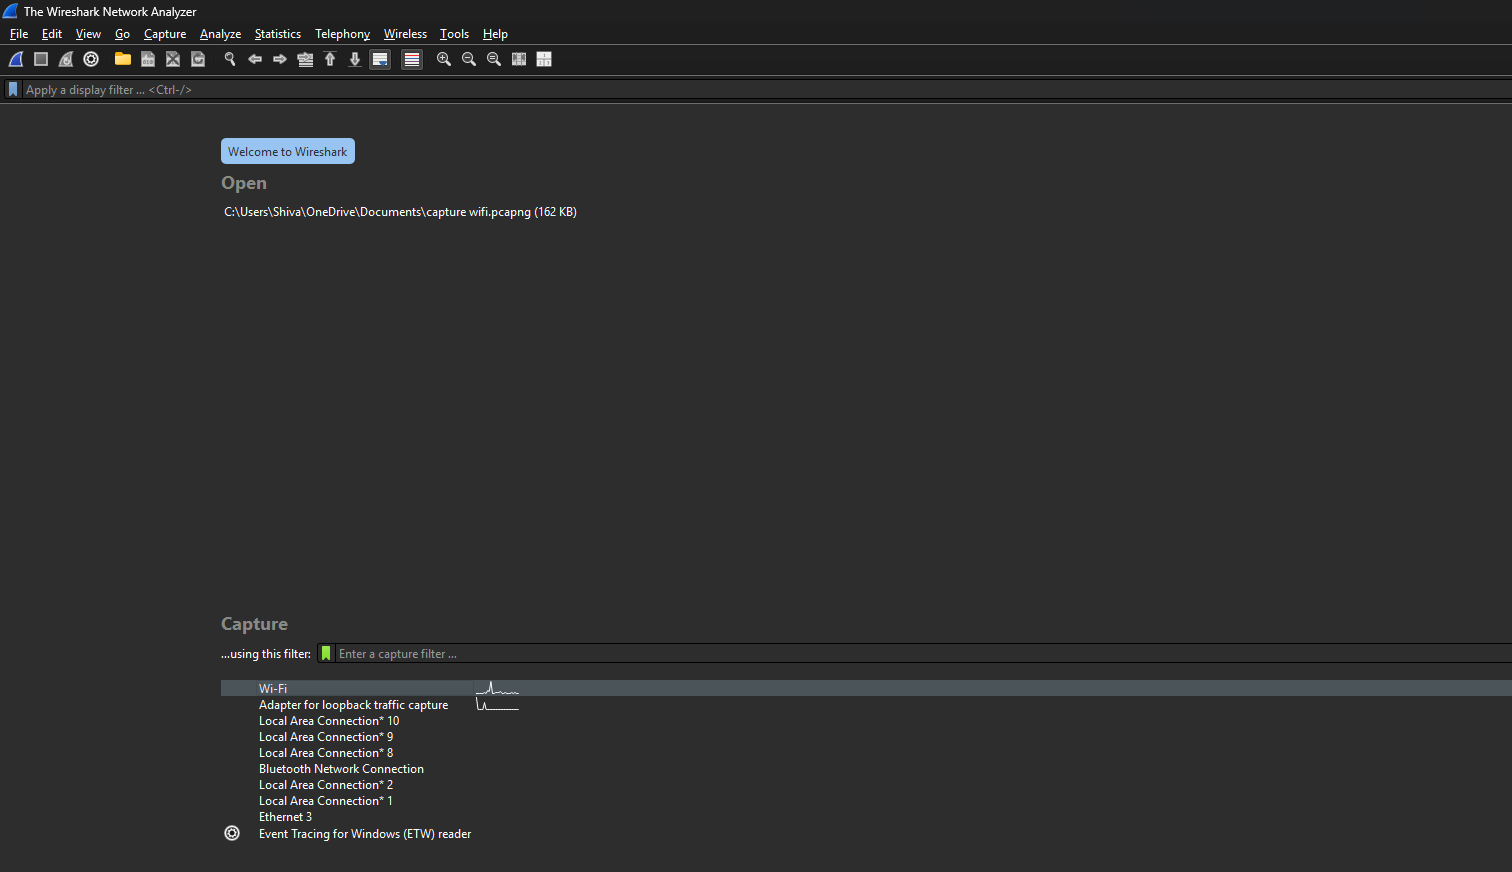 The Wireshark Network Analyzer
File Edit View Go Capture Analyze Statistics Telephony Wireless Tools Help
Apply a display filter ... <Ctrl-/>
Welcome to Wireshark
Open
C:\Users\Shiva\OneDrive\Documents\capture wifi.pcapng (162 KB)
Capture
...using this filter: Enter a capture filter ...
Wi-Fi
Adapter for loopback traffic capture
Local Area Connection* 10
Local Area Connection* 9
Local Area Connection* 8
Bluetooth Network Connection
Local Area Connection* 2
Local Area Connection* 1
Ethernet 3
Event Tracing for Windows (ETW) reader